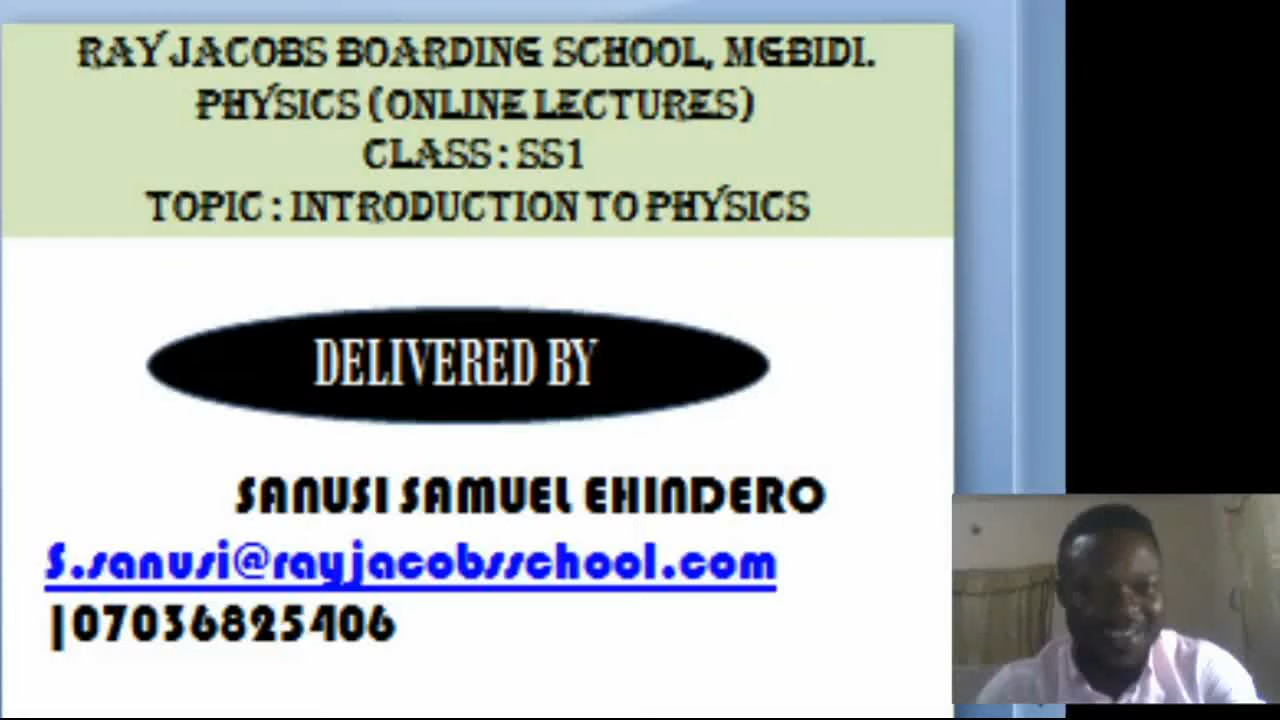 RAY JACOBS BOARDING SCHOOL, MGBIDI.
PHYSICS (ONLINE LECTURES)
CLASS : SS1
TOPIC : INTRODUCTION TO PHYSICS
DELIVERED BY
SANUSI SAMUEL EHINDERO
S.sanusi@rayjacobsschool.com
|07036825406